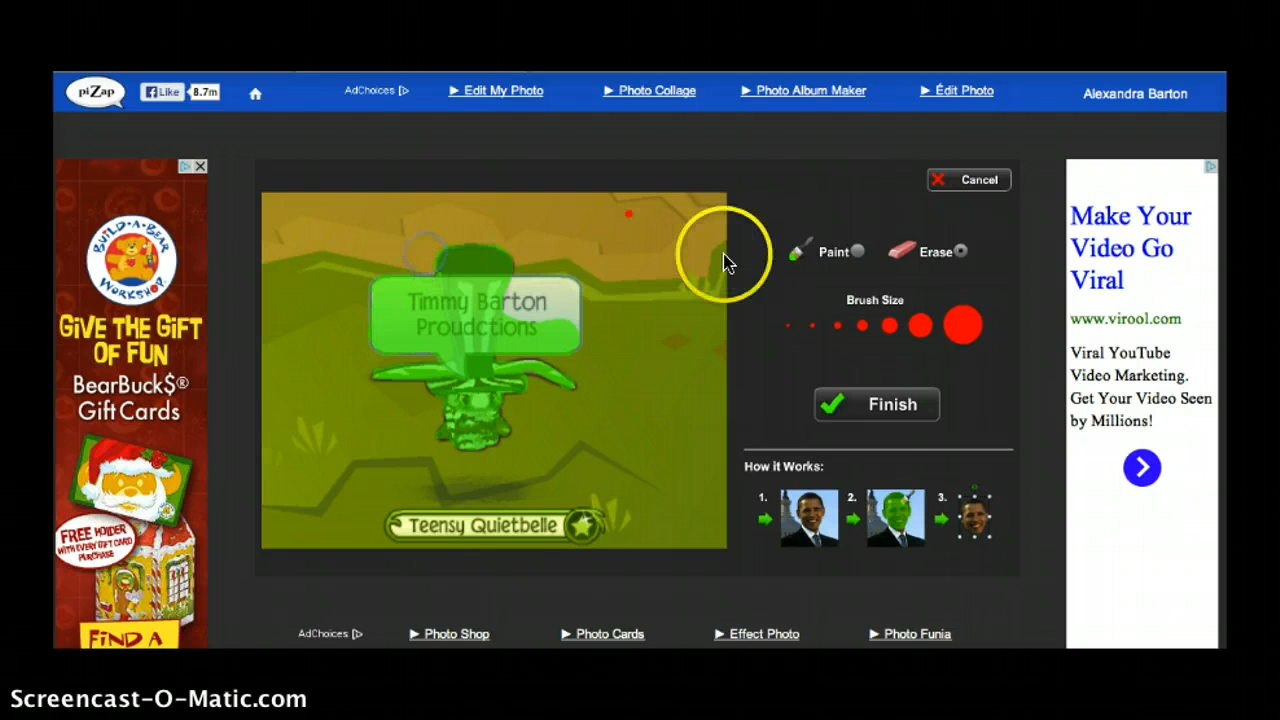 piZap
Like
8.7m
AdChoices
Edit My Photo
Photo Collage
Photo Album Maker
Édit Photo
Alexandra Barton
BUILD-A-BEAR
WORKSHOP
GIVE THE GIFT
OF FUN
BEARBUCK$®
GIFT CARDS
FREE HOLDER
WITH EVERY GIFT CARD
PURCHASE
FIND A
Timmy Barton
Proudctions
Teensy Quietbelle
Cancel
Paint
Erase
Brush Size
Finish
How it Works:
1.
2.
3.
Make Your
Video Go
Viral
www.virool.com
Viral YouTube
Video Marketing.
Get Your Video Seen
by Millions!
AdChoices
Photo Shop
Photo Cards
Effect Photo
Photo Funia
Screencast-O-Matic.com